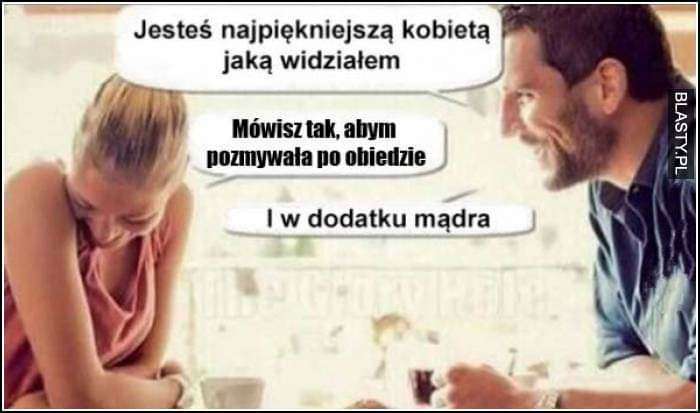 Jesteś najpiękniejszą kobietą
jaką widziałem
Mówisz tak, abym
pozmywała po obiedzie
I w dodatku mądra
BLASTY.PL